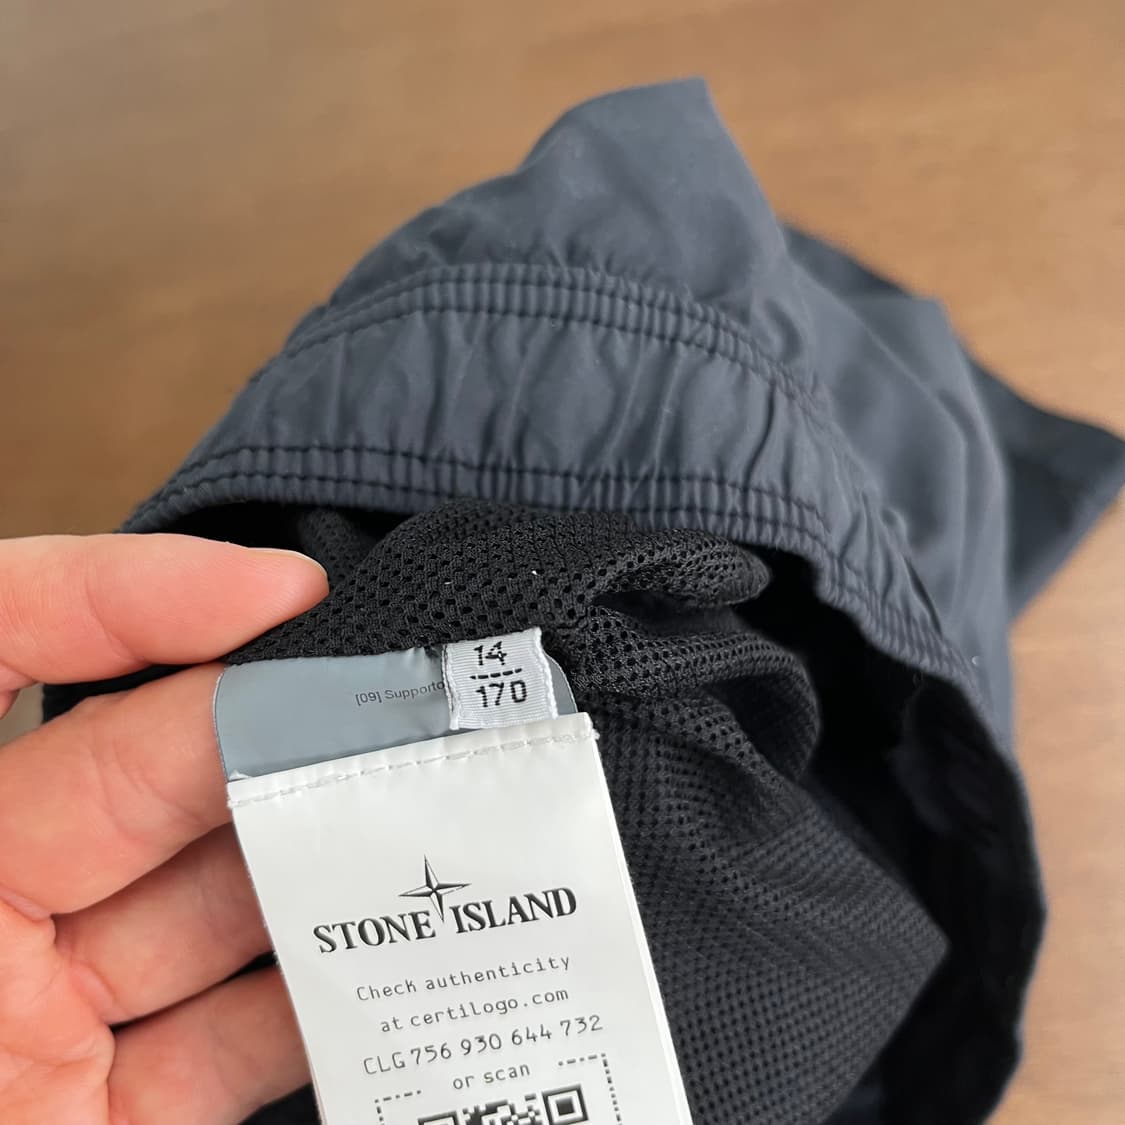 14
170
[09] Supporto
STONE ISLAND
Check authenticity
at certilogo.com
CLG 756 930 644 732
or scan